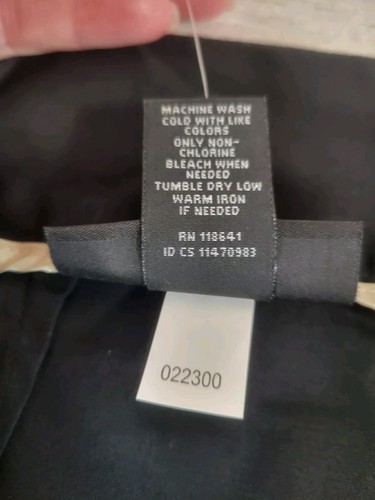 MACHINE WASH
COLD WITH LIKE
COLORS
ONLY NON-
CHLORINE
BLEACH WHEN
NEEDED
TUMBLE DRY LOW
WARM IRON
IF NEEDED
RN 118641
ID CS 11470983
022300